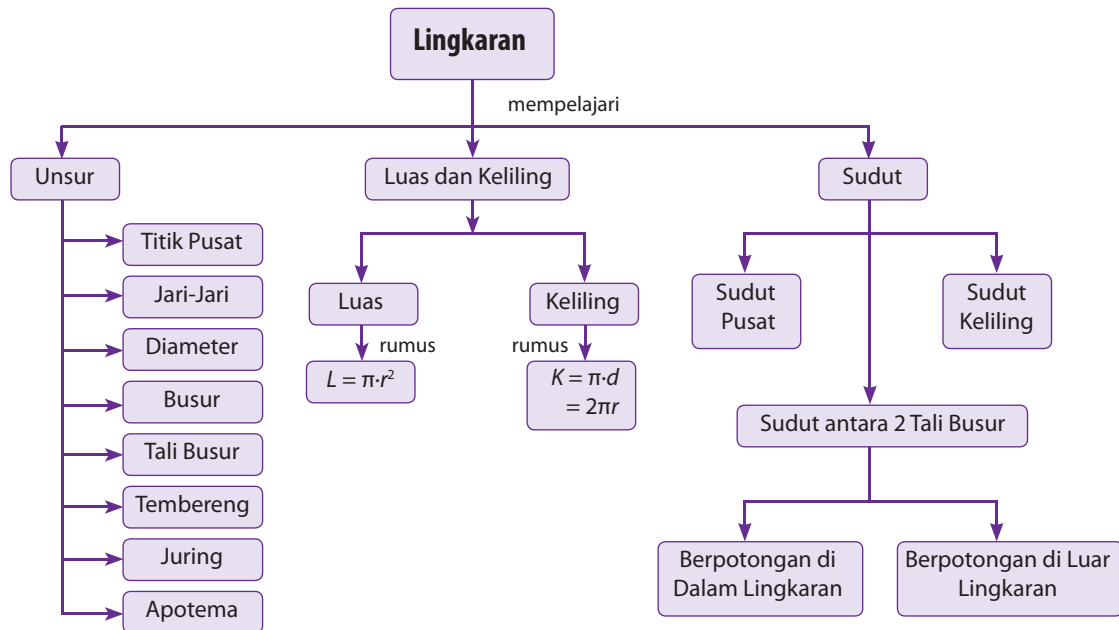 Lingkaran
mempelajari
Unsur
Luas dan Keliling
Sudut
Titik Pusat
Jari-Jari
Diameter
Busur
Tali Busur
Tembereng
Juring
Apotema
Luas
rumus
L = π·r²
Keliling
rumus
K = π·d
= 2πr
Sudut
Pusat
Sudut
Keliling
Sudut antara 2 Tali Busur
Berpotongan di
Dalam Lingkaran
Berpotongan di Luar
Lingkaran